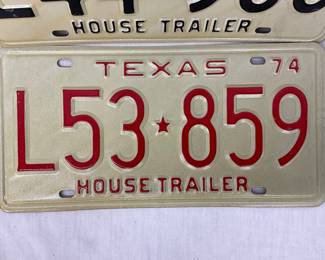 HOUSE TRAILER
TEXAS 74
L53★859
HOUSE TRAILER